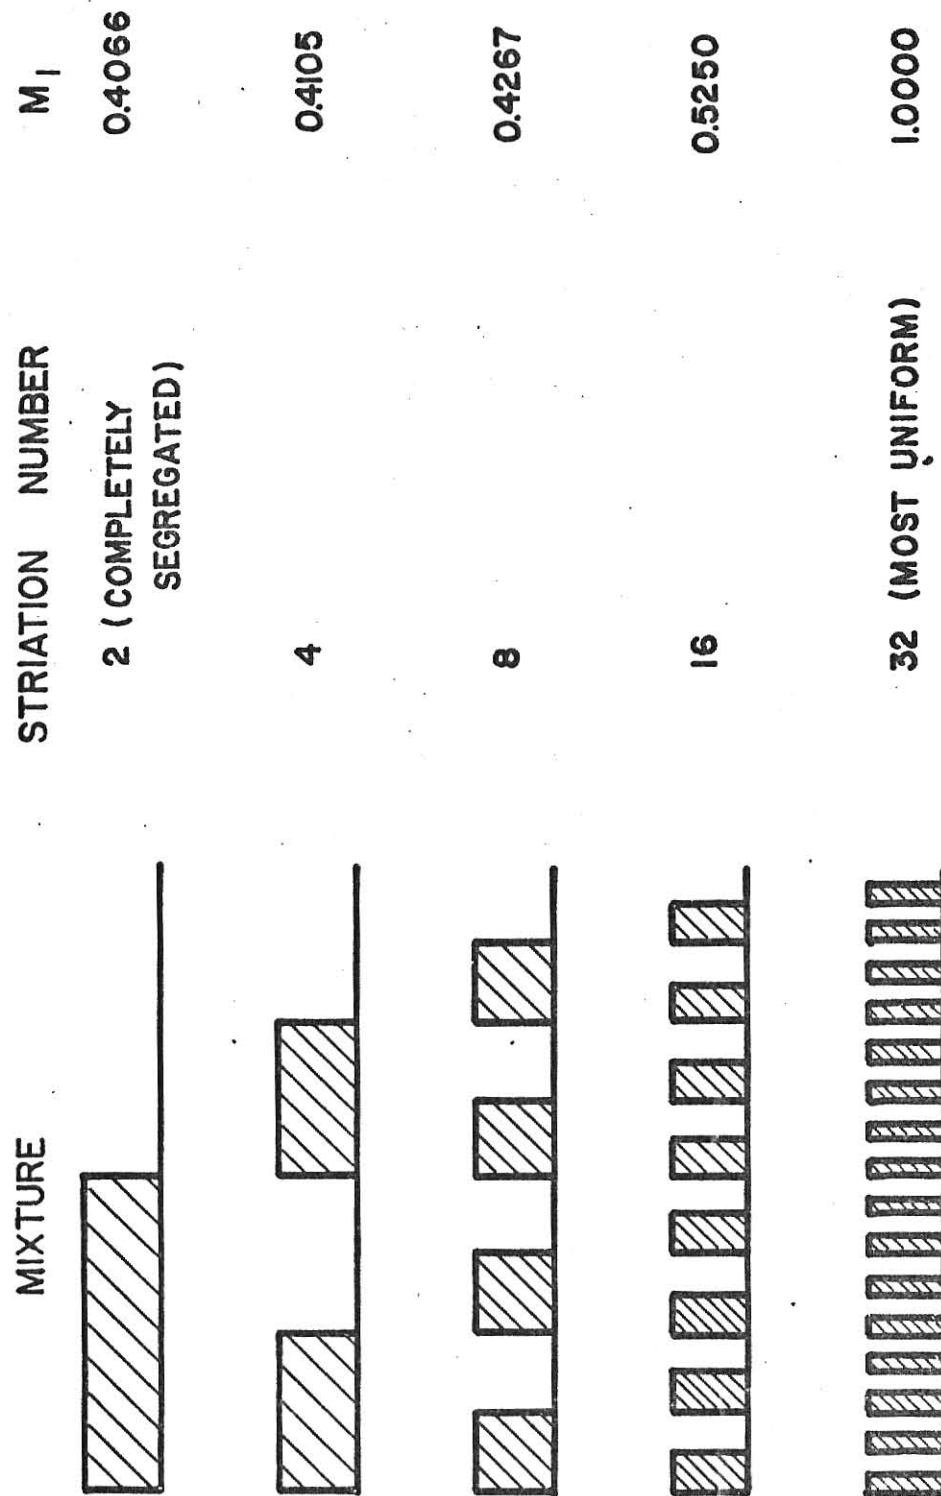 MIXTURE STRIATION NUMBER M1
2 (COMPLETELY SEGREGATED) 0.4066
4 0.4105
8 0.4267
16 0.5250
32 (MOST UNIFORM) 1.0000